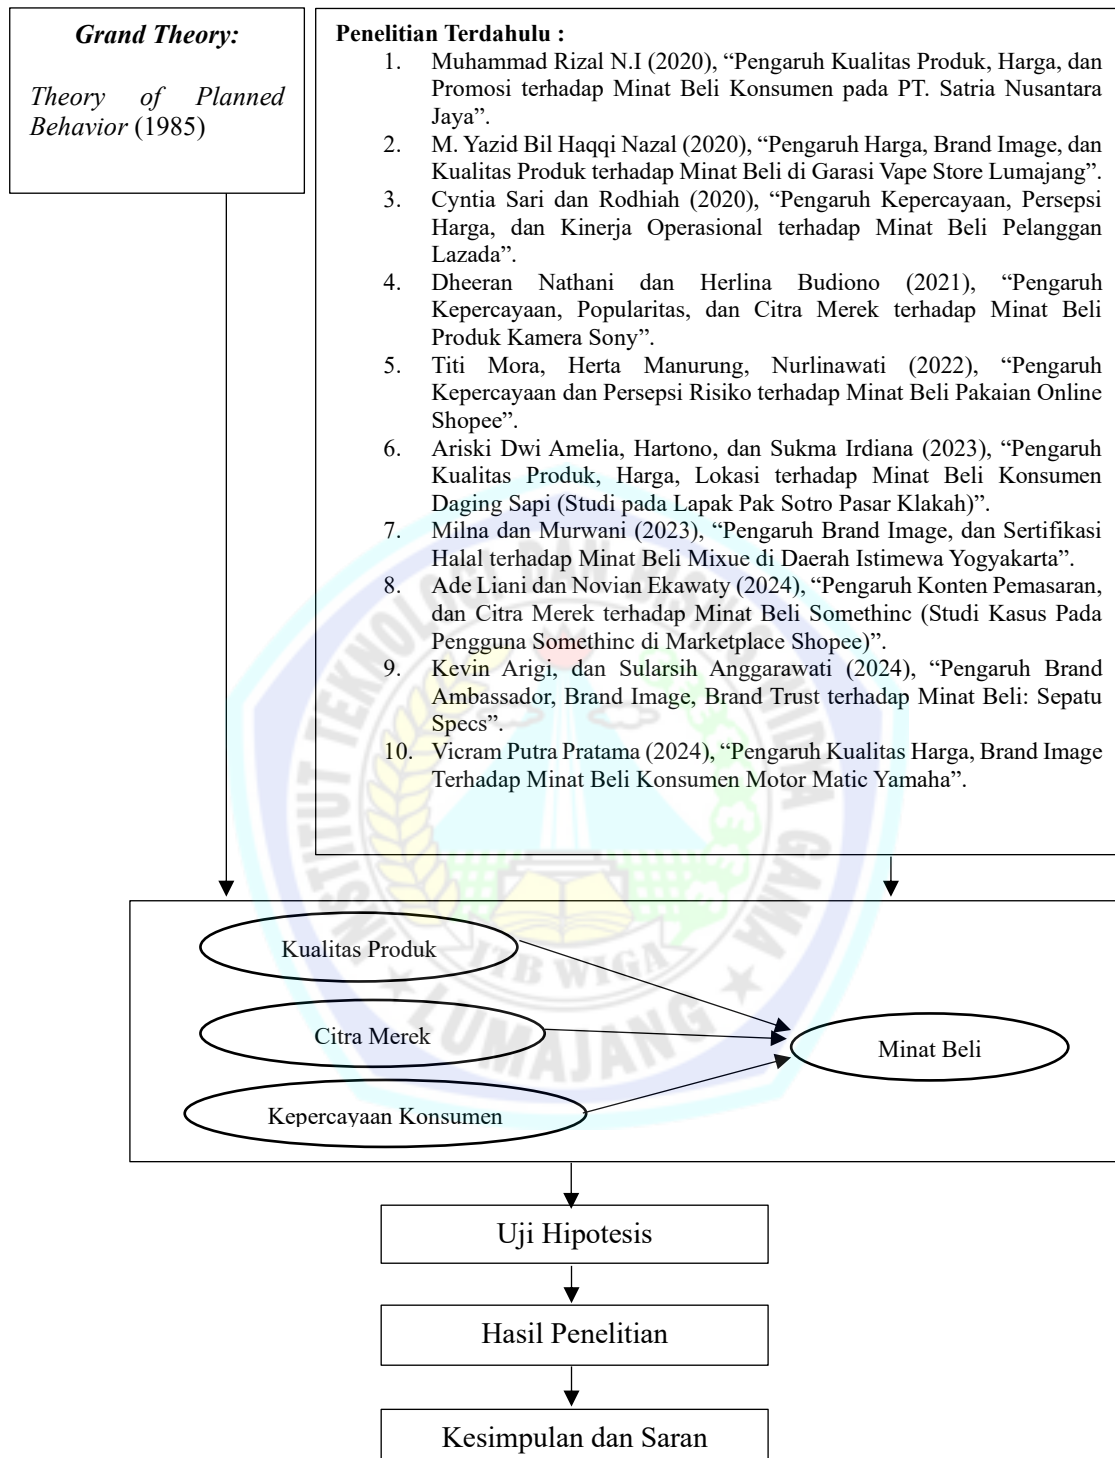 Grand Theory:
Theory of Planned
Behavior (1985)
Penelitian Terdahulu :
1. Muhammad Rizal N.I (2020), “Pengaruh Kualitas Produk, Harga, dan
Promosi terhadap Minat Beli Konsumen pada PT. Satria Nusantara
Jaya”.
2. M. Yazid Bil Haqqi Nazal (2020), “Pengaruh Harga, Brand Image, dan
Kualitas Produk terhadap Minat Beli di Garasi Vape Store Lumajang”.
3. Cyntia Sari dan Rodhiah (2020), “Pengaruh Kepercayaan, Persepsi
Harga, dan Kinerja Operasional terhadap Minat Beli Pelanggan
Lazada”.
4. Dheeran Nathani dan Herlina Budiono (2021), “Pengaruh
Kepercayaan, Popularitas, dan Citra Merek terhadap Minat Beli
Produk Kamera Sony”.
5. Titi Mora, Herta Manurung, Nurlinawati (2022), “Pengaruh
Kepercayaan dan Persepsi Risiko terhadap Minat Beli Pakaian Online
Shopee”.
6. Ariski Dwi Amelia, Hartono, dan Sukma Irdiana (2023), “Pengaruh
Kualitas Produk, Harga, Lokasi terhadap Minat Beli Konsumen
Daging Sapi (Studi pada Lapak Pak Sotro Pasar Klakah)”.
7. Milna dan Murwani (2023), “Pengaruh Brand Image, dan Sertifikasi
Halal terhadap Minat Beli Mixue di Daerah Istimewa Yogyakarta”.
8. Ade Liani dan Novian Ekawaty (2024), “Pengaruh Konten Pemasaran,
dan Citra Merek terhadap Minat Beli Somethinc (Studi Kasus Pada
Pengguna Somethinc di Marketplace Shopee)”.
9. Kevin Arigi, dan Sularsih Anggarawati (2024), “Pengaruh Brand
Ambassador, Brand Image, Brand Trust terhadap Minat Beli: Sepatu
Specs”.
10. Vicram Putra Pratama (2024), “Pengaruh Kualitas Harga, Brand Image
Terhadap Minat Beli Konsumen Motor Matic Yamaha”.
INSTITUT TEKNOLOGI DAN BISNIS WIDYA GAMA
ITB WIGA
LUMAJANG
Kualitas Produk
Citra Merek
Kepercayaan Konsumen
Minat Beli
Uji Hipotesis
Hasil Penelitian
Kesimpulan dan Saran